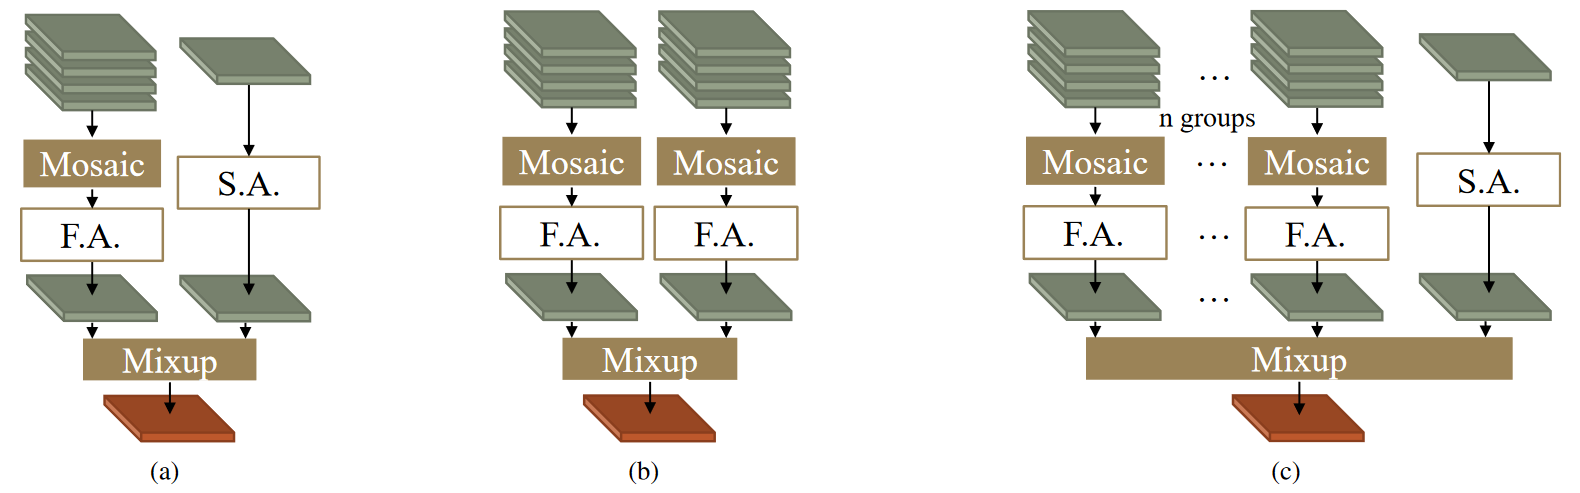 Mosaic
S.A.
F.A.
Mixup
(a)
Mosaic Mosaic
F.A. F.A.
Mixup
(b)
...
n groups
Mosaic ... Mosaic
S.A.
F.A. ... F.A.
...
Mixup
(c)